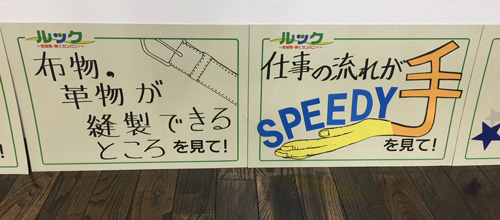 ルック
布物。
革物が
縫製できる
ところ を見て!
ルック
仕事の流れが
SPEEDY
手
を見て!